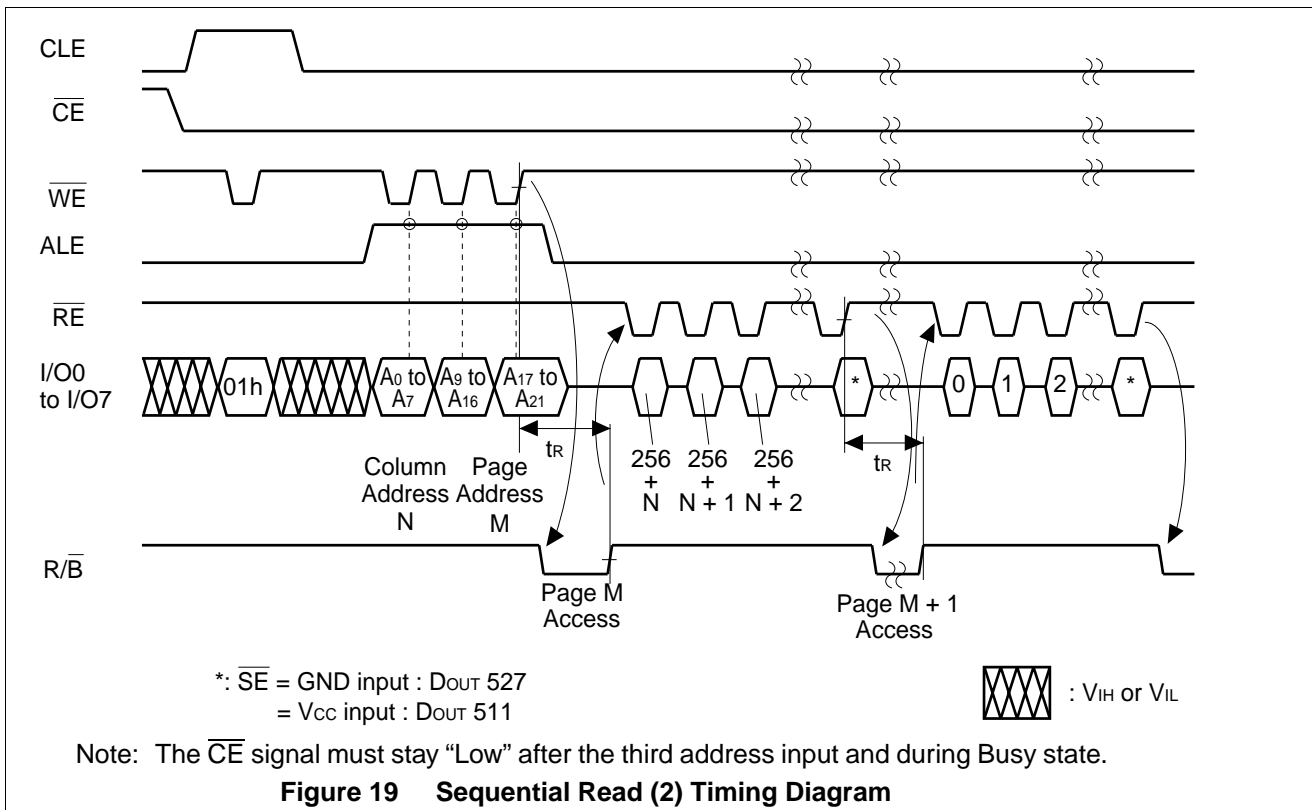 CLE
CE
WE
ALE
RE
I/O0
to I/O7
01h
A0 to
A7
A9 to
A16
A17 to
A21
*
0
1
2
*
tR
tR
Column
Address
N
Page
Address
M
256
+
N
256
+
N + 1
256
+
N + 2
R/B
Page M
Access
Page M + 1
Access
*: SE = GND input : DOUT 527
= VCC input : DOUT 511
: VIH or VIL
Note: The CE signal must stay “Low” after the third address input and during Busy state.
Figure 19 Sequential Read (2) Timing Diagram